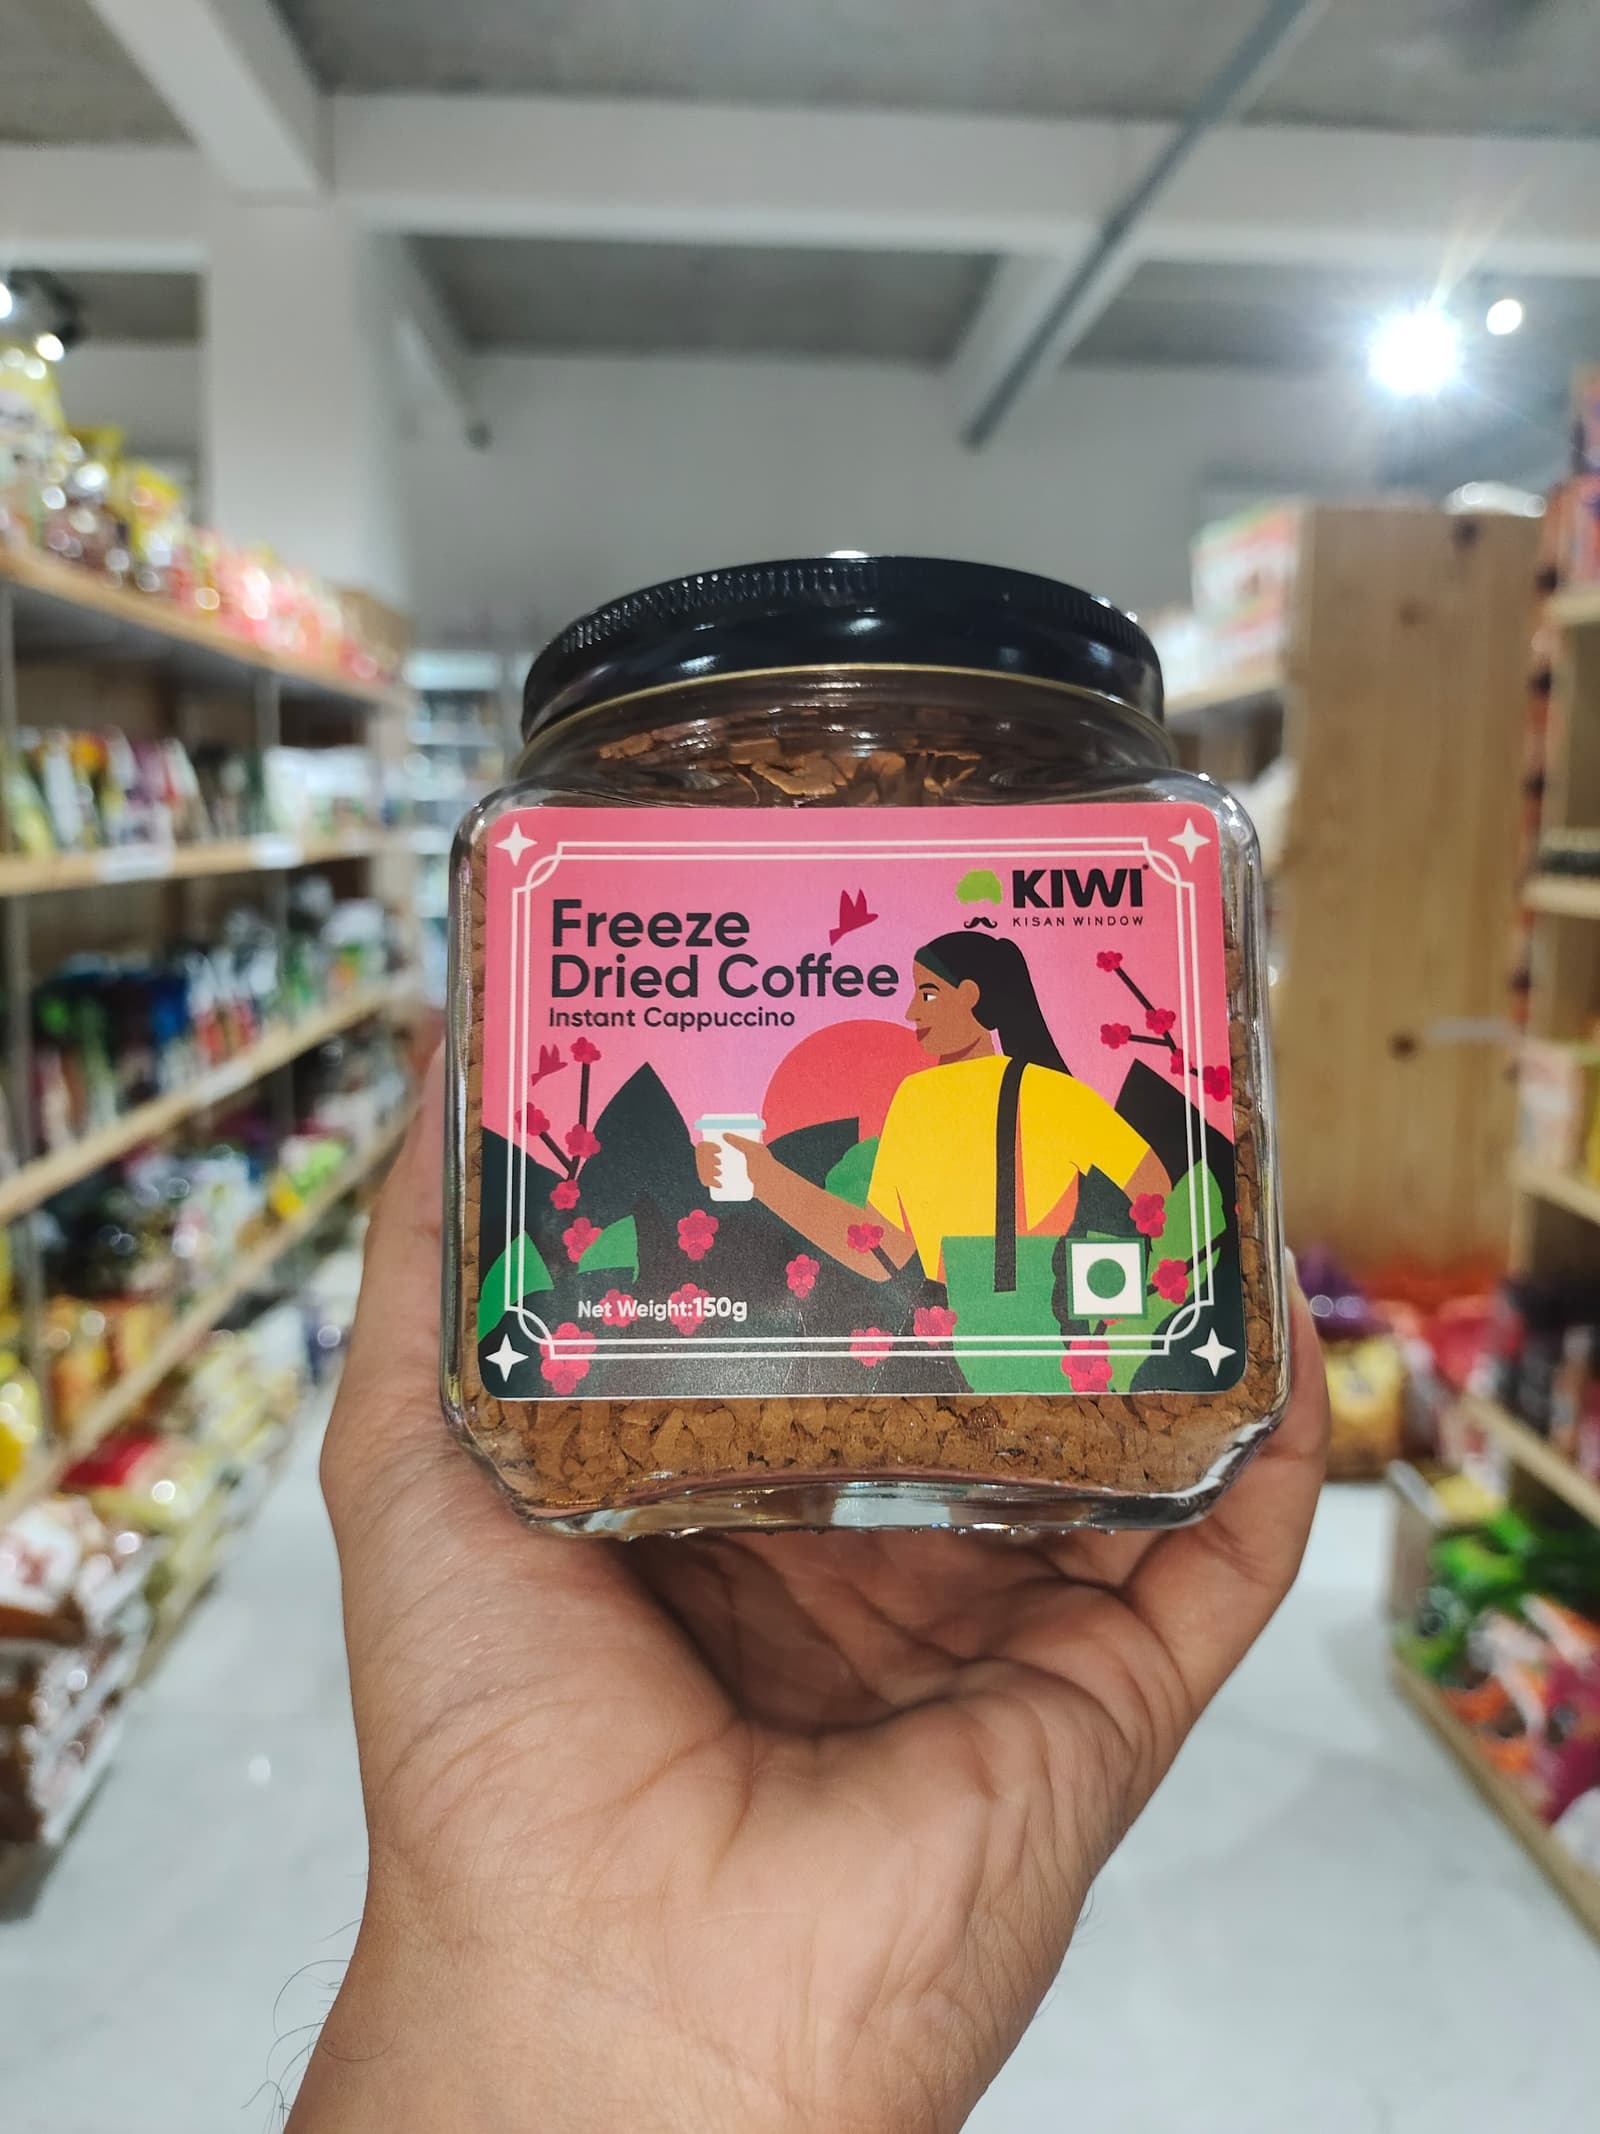 KIWI
KISAN WINDOW
Freeze
Dried Coffee
Instant Cappuccino
Net Weight:150g